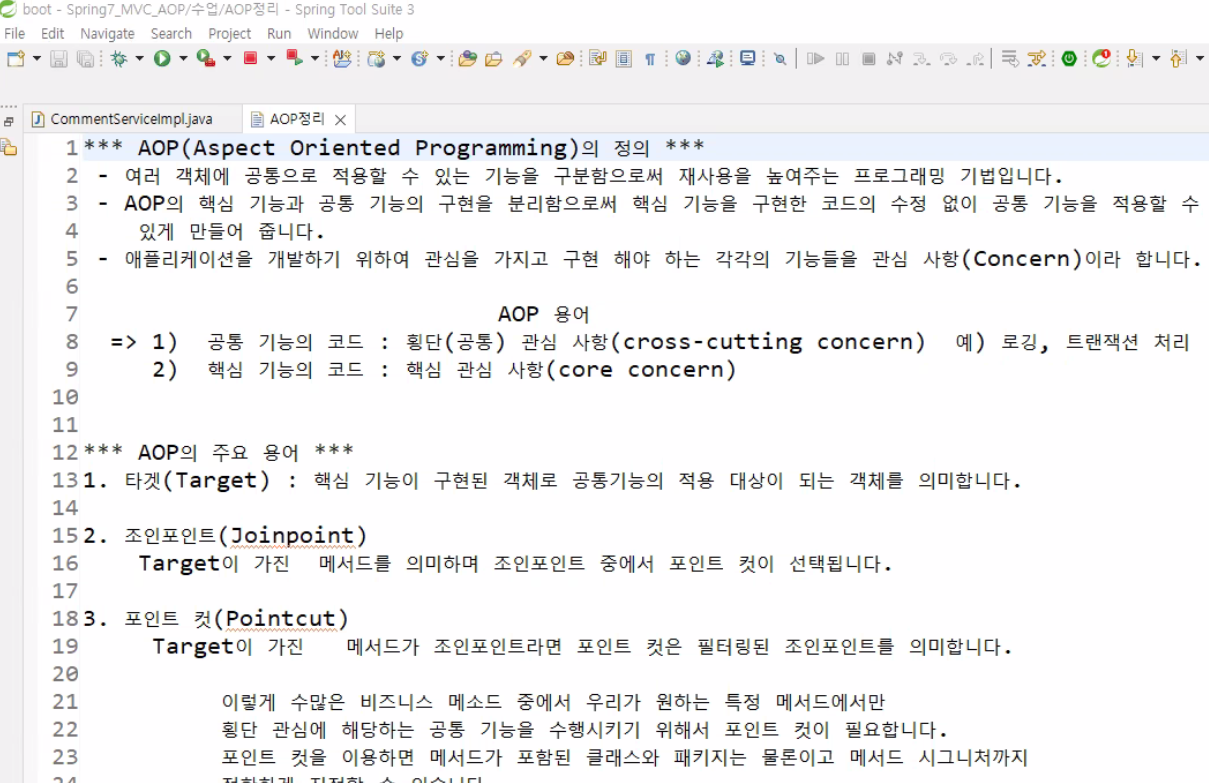 boot - Spring7_MVC_AOP/수업/AOP정리 - Spring Tool Suite 3
File Edit Navigate Search Project Run Window Help
CommentServiceImpl.java AOP정리
1 *** AOP(Aspect Oriented Programming)의 정의 ***
2 - 여러 객체에 공통으로 적용할 수 있는 기능을 구분함으로써 재사용을 높여주는 프로그래밍 기법입니다.
3 - AOP의 핵심 기능과 공통 기능의 구현을 분리함으로써 핵심 기능을 구현한 코드의 수정 없이 공통 기능을 적용할 수
4 있게 만들어 줍니다.
5 - 애플리케이션을 개발하기 위하여 관심을 가지고 구현 해야 하는 각각의 기능들을 관심 사항(Concern)이라 합니다.
6
7 AOP 용어
8 => 1) 공통 기능의 코드 : 횡단(공통) 관심 사항(cross-cutting concern) 예) 로깅, 트랜잭션 처리
9 2) 핵심 기능의 코드 : 핵심 관심 사항(core concern)
10
11
12 *** AOP의 주요 용어 ***
13 1. 타겟(Target) : 핵심 기능이 구현된 객체로 공통기능의 적용 대상이 되는 객체를 의미합니다.
14
15 2. 조인포인트(Joinpoint)
16 Target이 가진 메서드를 의미하며 조인포인트 중에서 포인트 컷이 선택됩니다.
17
18 3. 포인트 컷(Pointcut)
19 Target이 가진 메서드가 조인포인트라면 포인트 컷은 필터링된 조인포인트를 의미합니다.
20
21 이렇게 수많은 비즈니스 메소드 중에서 우리가 원하는 특정 메서드에서만
22 횡단 관심에 해당하는 공통 기능을 수행시키기 위해서 포인트 컷이 필요합니다.
23 포인트 컷을 이용하면 메서드가 포함된 클래스와 패키지는 물론이고 메서드 시그니처까지